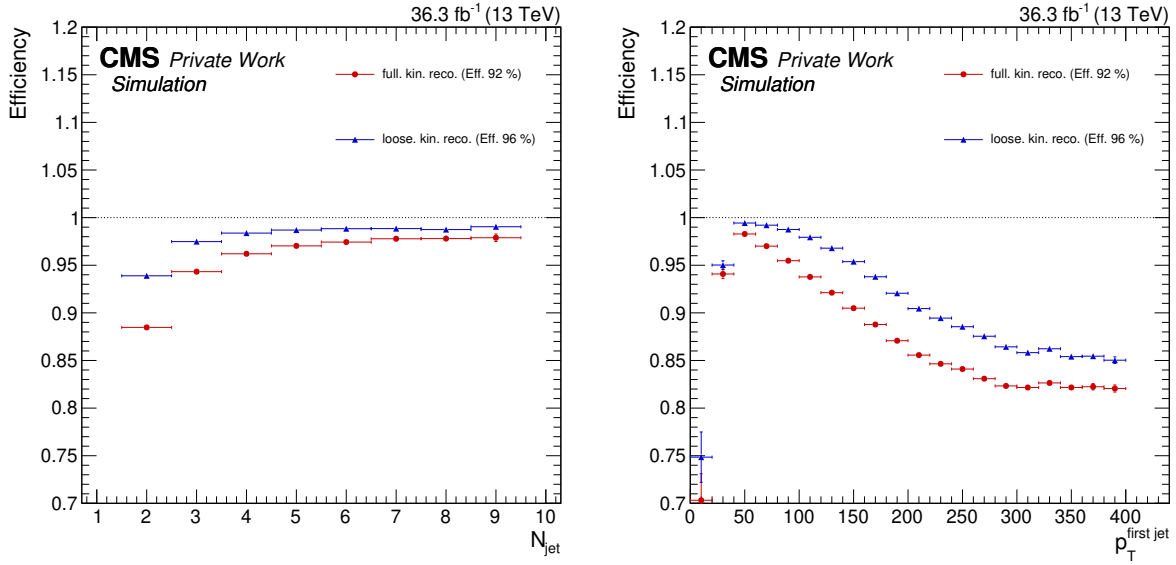 36.3 fb-1 (13 TeV)
CMS Private Work
Simulation
full. kin. reco. (Eff. 92 %)
loose. kin. reco. (Eff. 96 %)
Efficiency
1.2
1.15
1.1
1.05
1
0.95
0.9
0.85
0.8
0.75
0.7
1 2 3 4 5 6 7 8 9 10
Njet
36.3 fb-1 (13 TeV)
CMS Private Work
Simulation
full. kin. reco. (Eff. 92 %)
loose. kin. reco. (Eff. 96 %)
Efficiency
1.2
1.15
1.1
1.05
1
0.95
0.9
0.85
0.8
0.75
0.7
0 50 100 150 200 250 300 350 400
pT first jet